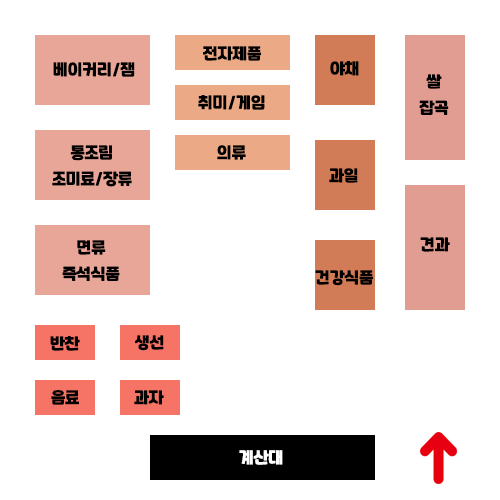 베이커리/잼
전자제품
야채
쌀
잡곡
취미/게임
통조림
조미료/장류
의류
과일
면류
즉석식품
건강식품
견과
반찬
생선
음료
과자
계산대